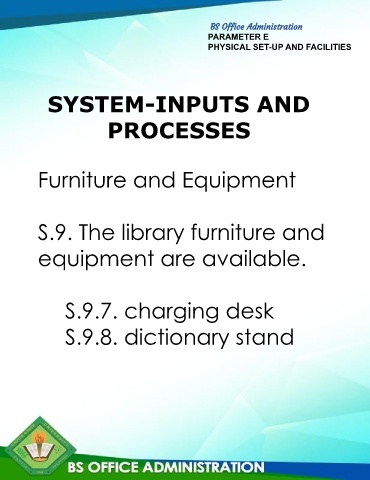 BS Office Administration
PARAMETER E
PHYSICAL SET-UP AND FACILITIES
SYSTEM-INPUTS AND
PROCESSES
Furniture and Equipment
S.9. The library furniture and
equipment are available.
S.9.7. charging desk
S.9.8. dictionary stand
BS OFFICE ADMINISTRATION